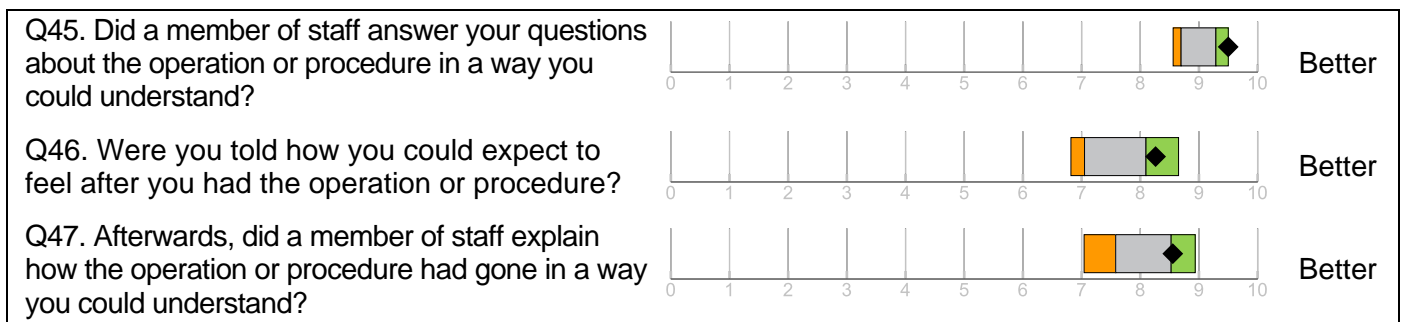 Q45. Did a member of staff answer your questions
about the operation or procedure in a way you
could understand?
0 1 2 3 4 5 6 7 8 9 10
Better
Q46. Were you told how you could expect to
feel after you had the operation or procedure?
0 1 2 3 4 5 6 7 8 9 10
Better
Q47. Afterwards, did a member of staff explain
how the operation or procedure had gone in a way
you could understand?
0 1 2 3 4 5 6 7 8 9 10
Better